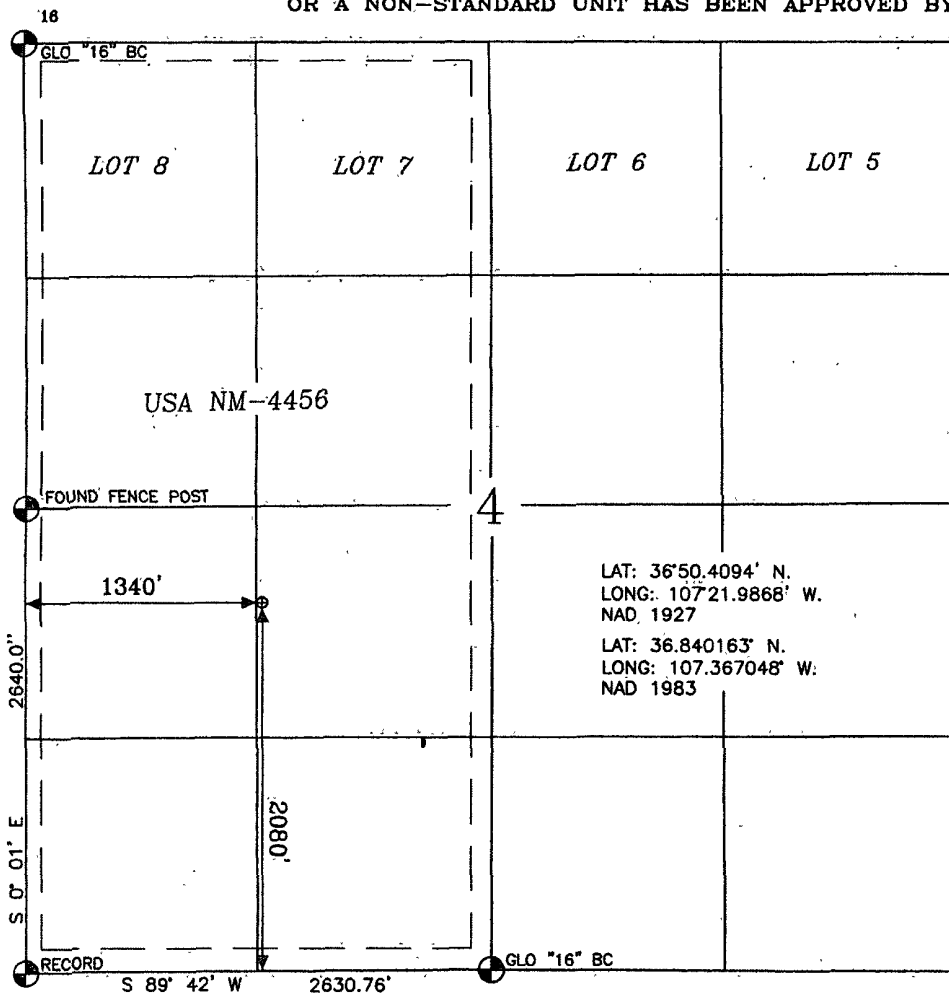 OR A NON-STANDARD UNIT HAS BEEN APPROVED BY
16
GLO "16" BC
LOT 8
LOT 7
LOT 6
LOT 5
USA NM-4456
FOUND FENCE POST
4
1340'
LAT: 36°50.4094' N.
LONG: 107°21.9868' W.
NAD 1927
LAT: 36.840163° N.
LONG: 107.367048° W.
NAD 1983
2640.0"
S 0° 01' E
2080'
RECORD
GLO "16" BC
S 89° 42' W 2630.76'